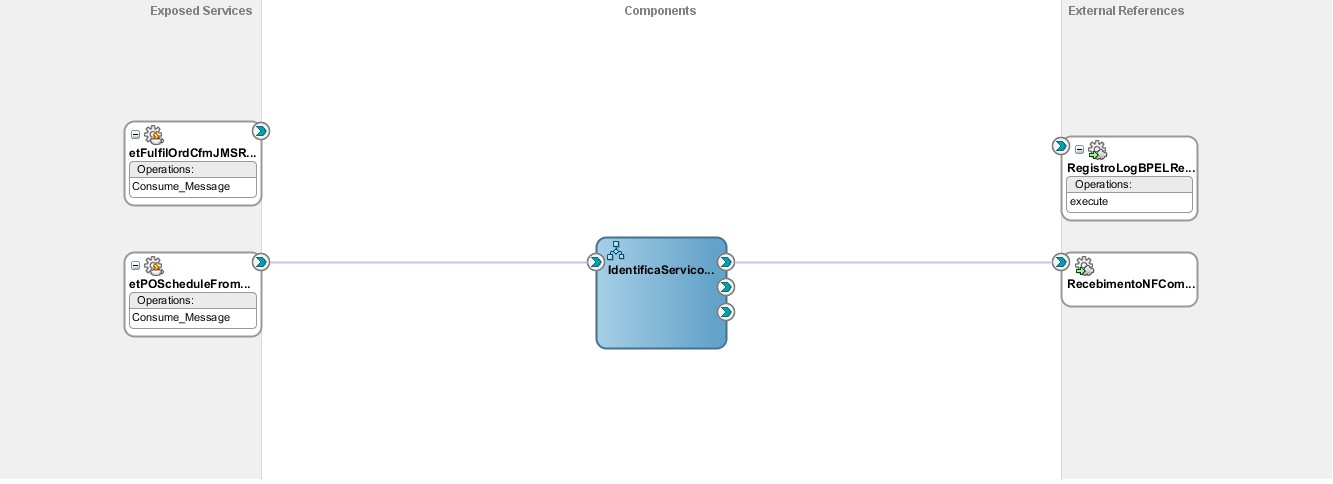 Exposed Services
Components
External References
etFulfilOrdCfmJMSR...
Operations:
Consume_Message
RegistroLogBPELRe...
Operations:
execute
etPOScheduleFrom...
Operations:
Consume_Message
IdentificaServico...
RecebimentoNFCom...